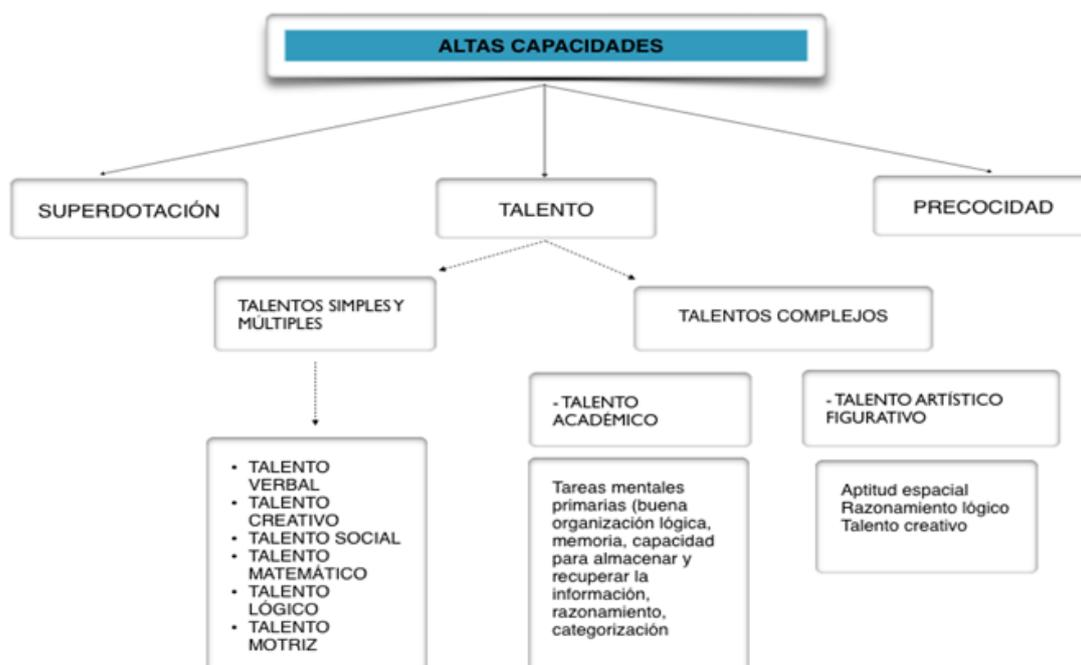 ALTAS CAPACIDADES
SUPERDOTACIÓN
TALENTO
PRECOCIDAD
TALENTOS SIMPLES Y
MÚLTIPLES
TALENTOS COMPLEJOS
- TALENTO
ACADÉMICO
- TALENTO ARTÍSTICO
FIGURATIVO
• TALENTO
VERBAL
• TALENTO
CREATIVO
• TALENTO SOCIAL
• TALENTO
MATEMÁTICO
• TALENTO
LÓGICO
• TALENTO
MOTRIZ
Tareas mentales
primarias (buena
organización lógica,
memoria, capacidad
para almacenar y
recuperar la
información,
razonamiento,
categorización
Aptitud espacial
Razonamiento lógico
Talento creativo